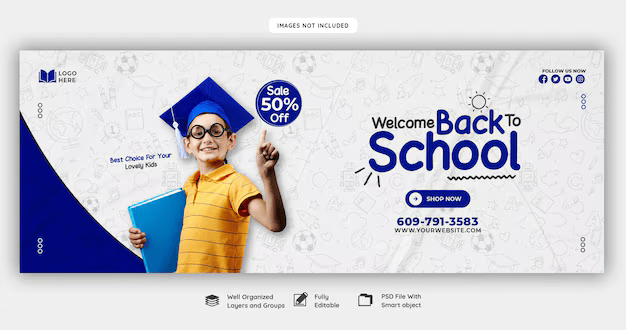 IMAGES NOT INCLUDED
LOGO
HERE
FOLLOW US NOW
Sale
50%
Off
Best Choice For Your
Lovely Kids
Welcome Back To
School
SHOP NOW
609-791-3583
WWW.YOURWEBSITE.COM
Well Organized
Layers and Groups
Fully
Editable
PSD File With
Smart object